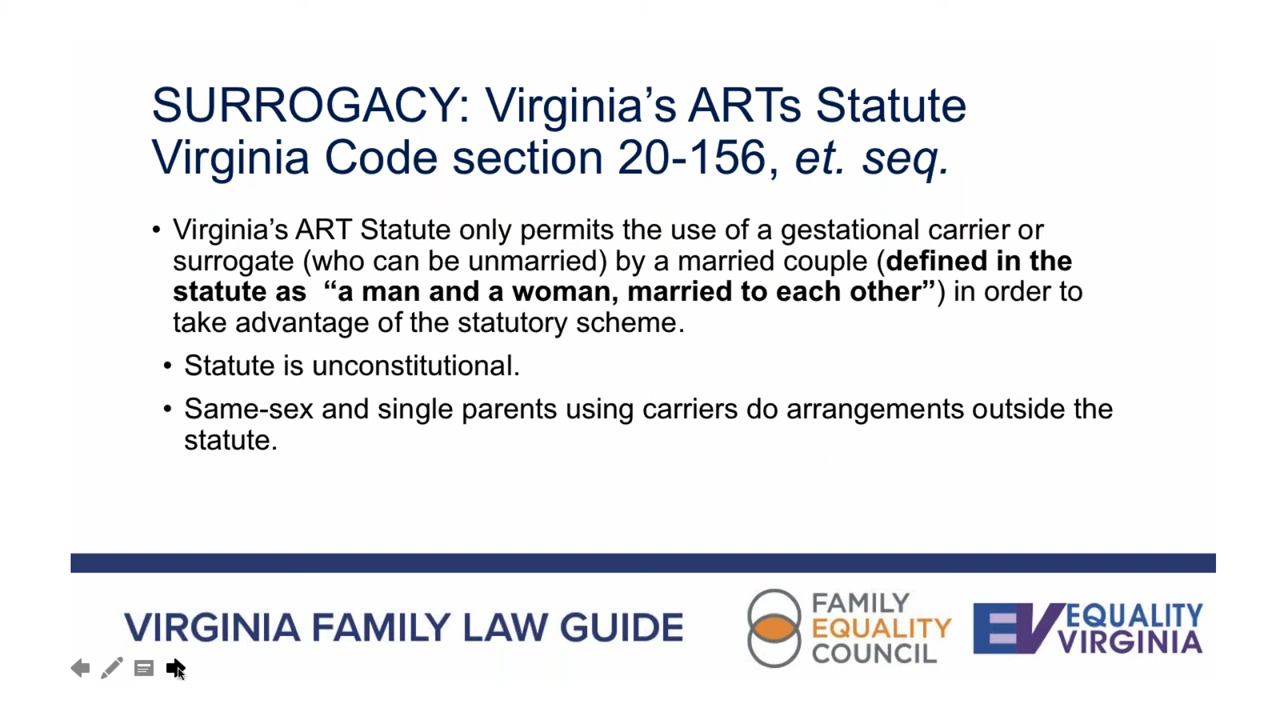 SURROGACY: Virginia’s ARTs Statute
Virginia Code section 20-156, et. seq.
• Virginia’s ART Statute only permits the use of a gestational carrier or
surrogate (who can be unmarried) by a married couple (defined in the
statute as “a man and a woman, married to each other”) in order to
take advantage of the statutory scheme.
• Statute is unconstitutional.
• Same-sex and single parents using carriers do arrangements outside the
statute.
VIRGINIA FAMILY LAW GUIDE
FAMILY
EQUALITY
COUNCIL
EV
EQUALITY
VIRGINIA